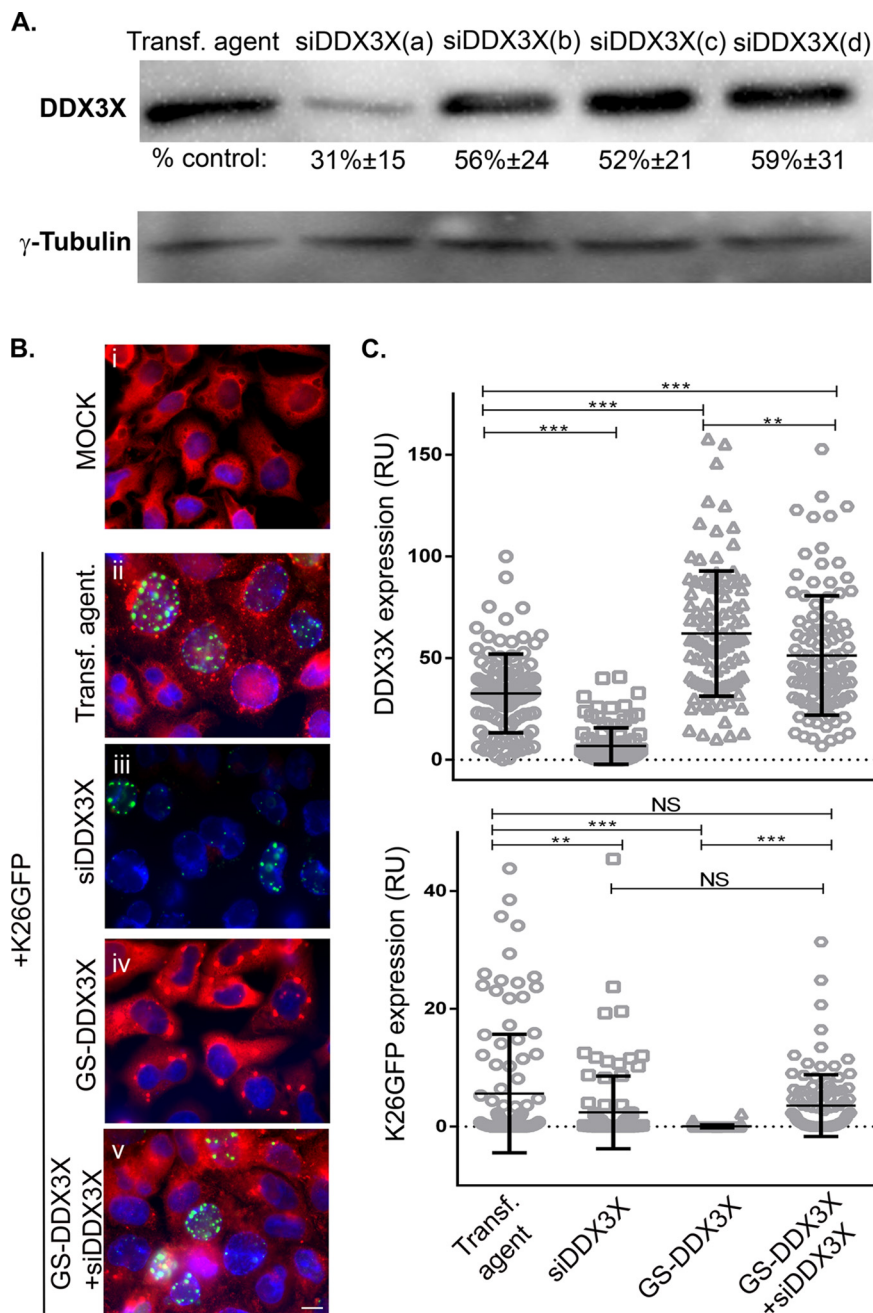 A.
Transf. agent siDDX3X(a) siDDX3X(b) siDDX3X(c) siDDX3X(d)
DDX3X
% control: 31%±15 56%±24 52%±21 59%±31
γ-Tubulin
B.
i
MOCK
+K26GFP
ii
Transf. agent.
iii
siDDX3X
iv
GS-DDX3X
v
GS-DDX3X
+siDDX3X
C.
***
***
***
**
150
100
50
0
DDX3X expression (RU)
NS
***
**
***
NS
40
20
0
K26GFP expression (RU)
Transf.
agent
siDDX3X
GS-DDX3X
GS-DDX3X
+siDDX3X